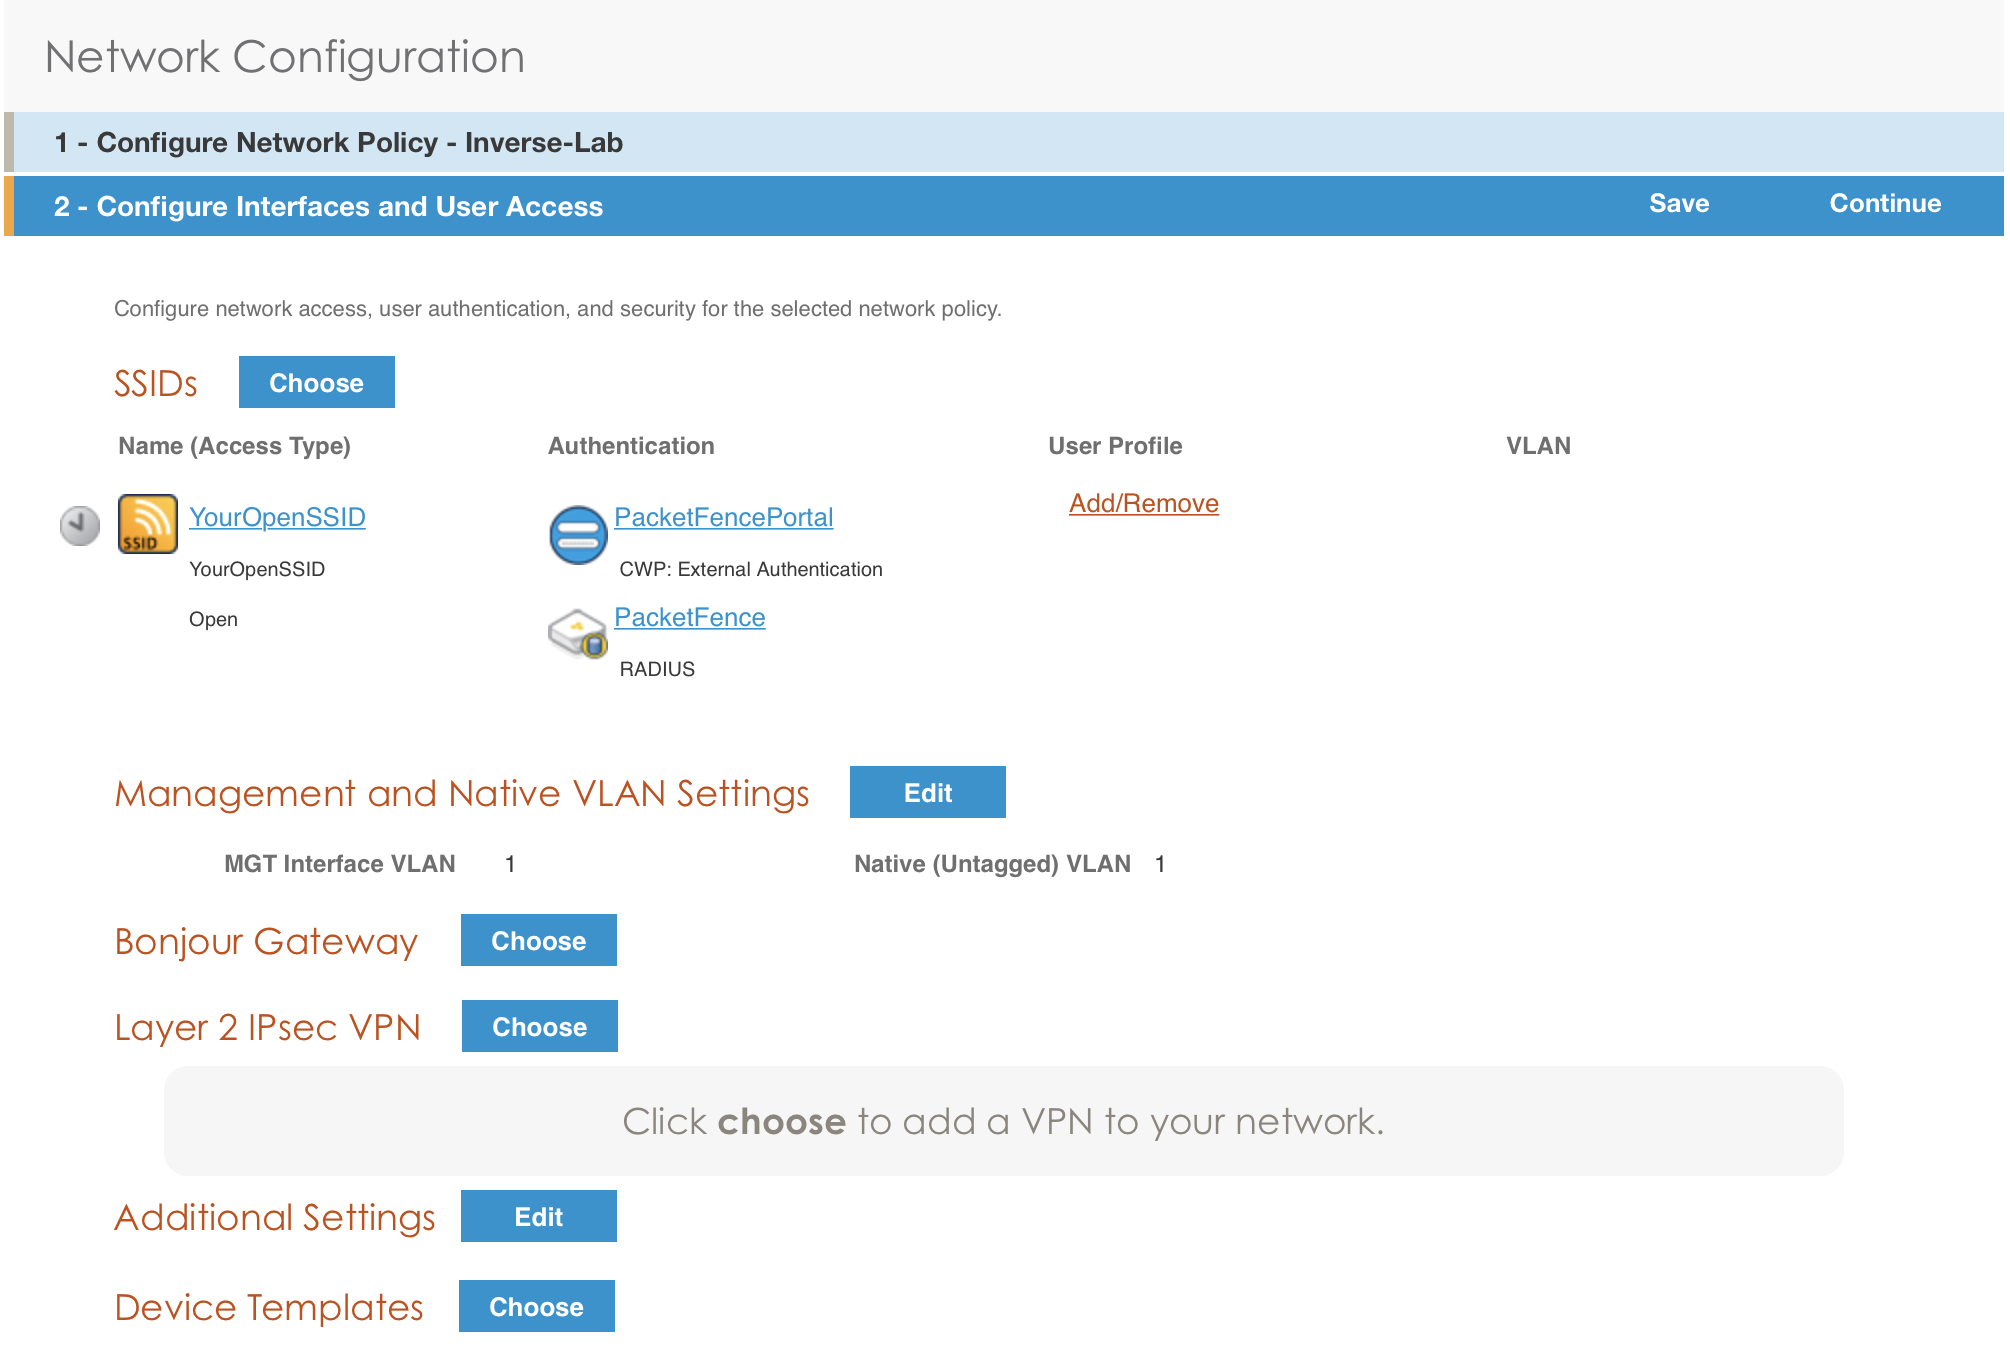 Network Configuration
1 - Configure Network Policy - Inverse-Lab
2 - Configure Interfaces and User Access Save Continue
Configure network access, user authentication, and security for the selected network policy.
SSIDs Choose
Name (Access Type) Authentication User Profile VLAN
SSID YourOpenSSID PacketFencePortal Add/Remove
YourOpenSSID CWP: External Authentication
Open PacketFence
RADIUS
Management and Native VLAN Settings Edit
MGT Interface VLAN 1 Native (Untagged) VLAN 1
Bonjour Gateway Choose
Layer 2 IPsec VPN Choose
Click choose to add a VPN to your network.
Additional Settings Edit
Device Templates Choose